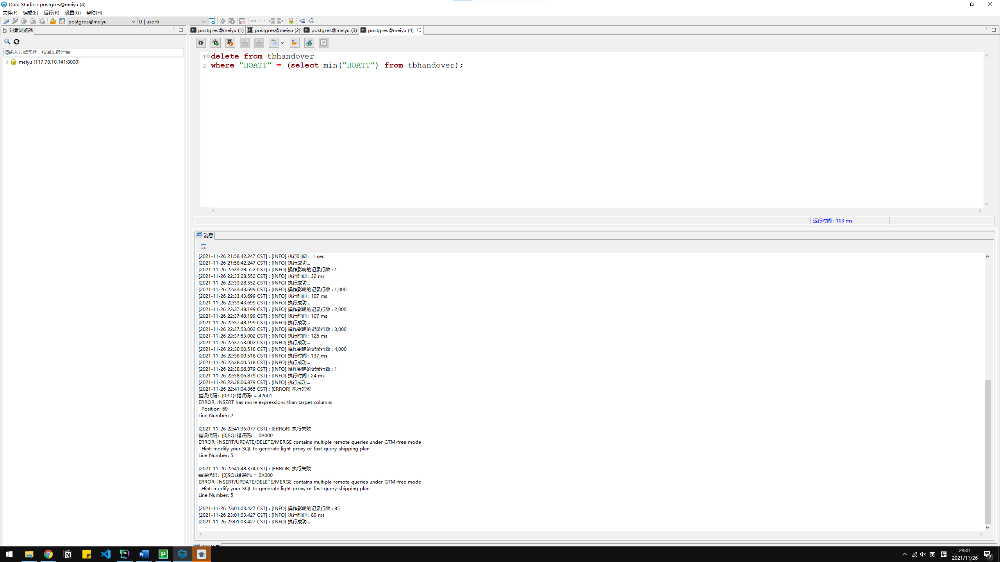 Data Studio : postgres@meiyu (4)
文件(F) 编辑(E) 运行(R) 设置(G) 帮助(H)
postgres@meiyu U | user6
对象浏览器
请输入过滤条件，按回车键开始
meiyu (117.78.10.141:8000)
postgres@meiyu (1) postgres@meiyu (2) postgres@meiyu (3) postgres@meiyu (4)
1 delete from tbhandover
2 where "HOATT" = (select min("HOATT") from tbhandover);
运行时间 : 103 ms
消息
[2021-11-26 21:58:42.247 CST] : [INFO] 执行时间 :  1 sec
[2021-11-26 21:58:42.247 CST] : [INFO] 执行成功...
[2021-11-26 22:33:28.552 CST] : [INFO] 操作影响的记录行数 : 1
[2021-11-26 22:33:28.552 CST] : [INFO] 执行时间 : 32 ms
[2021-11-26 22:33:28.552 CST] : [INFO] 执行成功...
[2021-11-26 22:33:43.699 CST] : [INFO] 操作影响的记录行数 : 1,000
[2021-11-26 22:33:43.699 CST] : [INFO] 执行时间 : 107 ms
[2021-11-26 22:33:43.699 CST] : [INFO] 执行成功...
[2021-11-26 22:37:48.199 CST] : [INFO] 操作影响的记录行数 : 2,000
[2021-11-26 22:37:48.199 CST] : [INFO] 执行时间 : 107 ms
[2021-11-26 22:37:48.199 CST] : [INFO] 执行成功...
[2021-11-26 22:37:53.002 CST] : [INFO] 操作影响的记录行数 : 3,000
[2021-11-26 22:37:53.002 CST] : [INFO] 执行时间 : 126 ms
[2021-11-26 22:37:53.002 CST] : [INFO] 执行成功...
[2021-11-26 22:38:00.518 CST] : [INFO] 操作影响的记录行数 : 4,000
[2021-11-26 22:38:00.518 CST] : [INFO] 执行时间 : 137 ms
[2021-11-26 22:38:00.518 CST] : [INFO] 执行成功...
[2021-11-26 22:38:06.879 CST] : [INFO] 操作影响的记录行数 : 1
[2021-11-26 22:38:06.879 CST] : [INFO] 执行时间 : 24 ms
[2021-11-26 22:38:06.879 CST] : [INFO] 执行成功...
[2021-11-26 22:41:04.865 CST] : [ERROR] 执行失败
错误代码：[0]SQL错误码: = 42601
ERROR: INSERT has more expressions than target columns
Position: 69
Line Number: 2
[2021-11-26 22:41:35.077 CST] : [ERROR] 执行失败
错误代码：[0]SQL错误码: = 0A000
ERROR: INSERT/UPDATE/DELETE/MERGE contains multiple remote queries under GTM-free mode
Hint: modify your SQL to generate light-proxy or fast-query-shipping plan
Line Number: 5
[2021-11-26 22:41:48.374 CST] : [ERROR] 执行失败
错误代码：[0]SQL错误码: = 0A000
ERROR: INSERT/UPDATE/DELETE/MERGE contains multiple remote queries under GTM-free mode
Hint: modify your SQL to generate light-proxy or fast-query-shipping plan
Line Number: 5
[2021-11-26 23:01:03.427 CST] : [INFO] 操作影响的记录行数 : 85
[2021-11-26 23:01:03.427 CST] : [INFO] 执行时间 : 80 ms
[2021-11-26 23:01:03.427 CST] : [INFO] 执行成功...
英 拼 23:01
2021/11/26 7